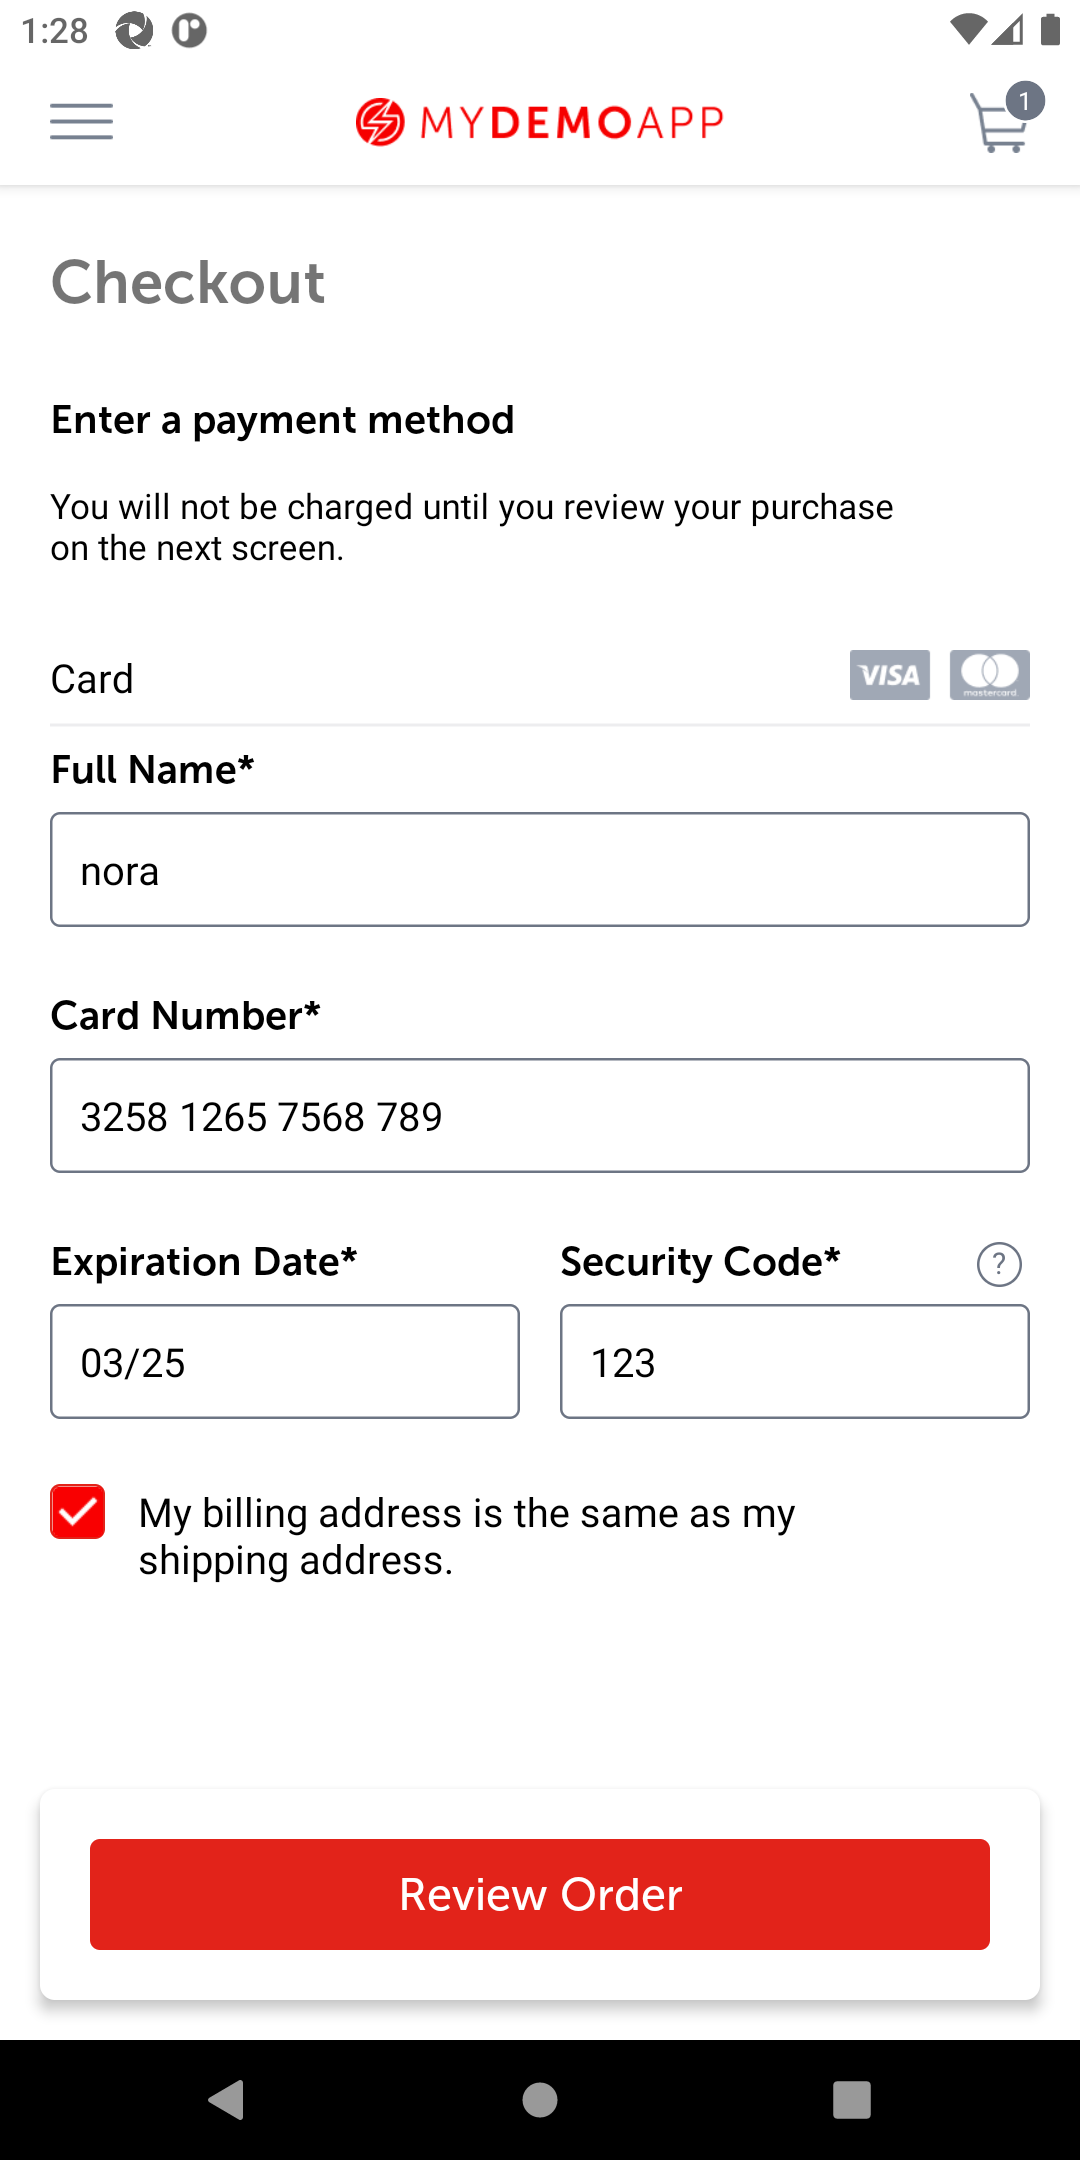 1:28
1
MYDEMOAPP
Checkout
Enter a payment method
You will not be charged until you review your purchase
on the next screen.
Card
VISA
mastercard
Full Name*
nora
Card Number*
3258 1265 7568 789
Expiration Date*
Security Code*
?
03/25
123
My billing address is the same as my
shipping address.
Review Order